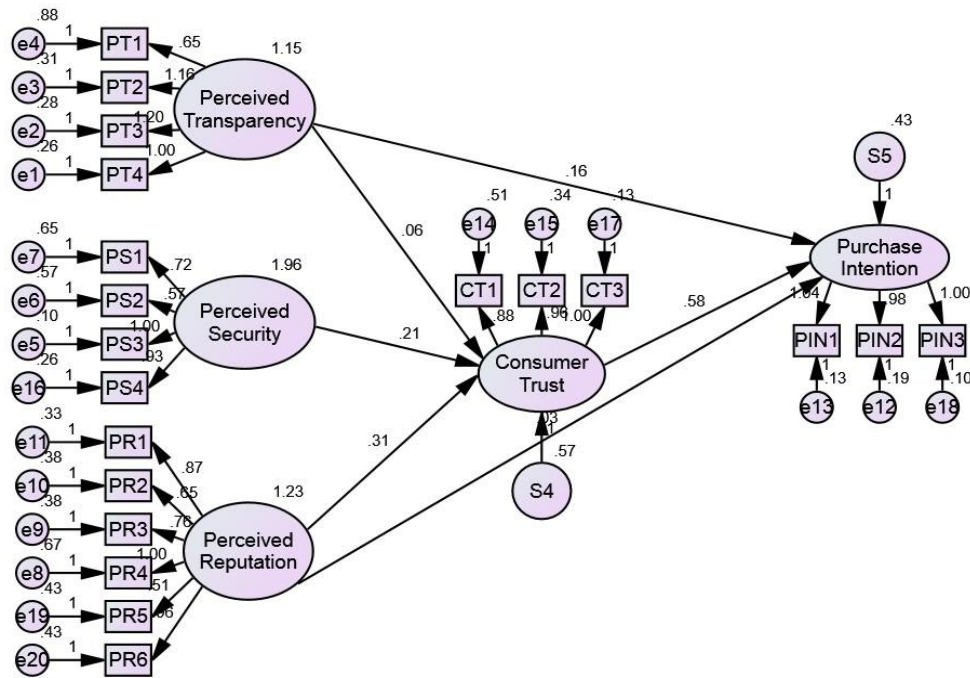 .88
e4 1 PT1 .65
.31
e3 1 PT2 1.16
.28
e2 1 PT3 1.20
.26
e1 1 PT4 1.00
1.15
Perceived
Transparency
.65
e7 1 PS1 .72
.57
e6 1 PS2 .57
.10
e5 1 PS3 1.00
.26
e16 1 PS4 .93
1.96
Perceived
Security
.33
e11 1 PR1 .87
.38
e10 1 PR2 .65
.38
e9 1 PR3 .76
.67
e8 1 PR4 1.00
.43
e19 1 PR5 .51
.43
e20 1 PR6
1.23
Perceived
Reputation
.16
.06
.21
.31
.58
.03
.51 .34 .13
e14 e15 e17
1 1 1
CT1 CT2 CT3
.88 .96 1.00
Consumer
Trust
1
.57
S4
.43
S5
1
Purchase
Intention
1.04 .98 1.00
PIN1 PIN2 PIN3
1 1 1
.13 .19 .10
e13 e12 e18